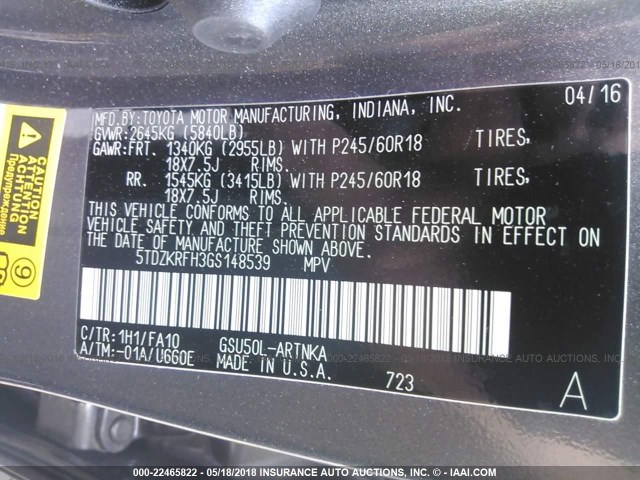 04/16
MFD.BY:TOYOTA MOTOR MANUFACTURING, INDIANA, INC.
GVWR:2645KG (5840LB)
GAWR:FRT. 1340KG (2955LB) WITH P245/60R18 TIRES,
18X7.5J RIMS.
RR. 1545KG (3415LB) WITH P245/60R18 TIRES,
18X7.5J RIMS.
THIS VEHICLE CONFORMS TO ALL APPLICABLE FEDERAL MOTOR
VEHICLE SAFETY AND THEFT PREVENTION STANDARDS IN EFFECT ON
THE DATE OF MANUFACTURE SHOWN ABOVE.
5TDZKRFH3GS148539 MPV
C/TR:1H1/FA10 GSU50L-ARTNKA
A/TM:-01A/U660E MADE IN U.S.A.
723
A
CAUTION
ATTENTION
Предупреждение
9
000-22465822 - 05/18/2018 - INSURANCE AUTO AUCTIONS, INC. - © - IAAI.COM